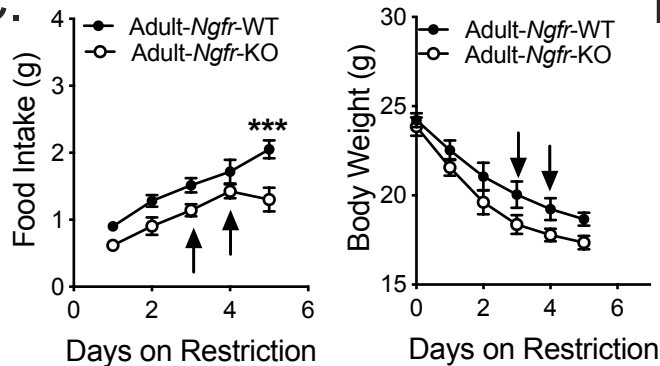 Adult-Ngfr-WT
Adult-Ngfr-KO
Food Intake (g)
4
3
2
1
0
***
0 2 4 6
Days on Restriction
Adult-Ngfr-WT
Adult-Ngfr-KO
Body Weight (g)
30
25
20
15
0 2 4 6
Days on Restriction